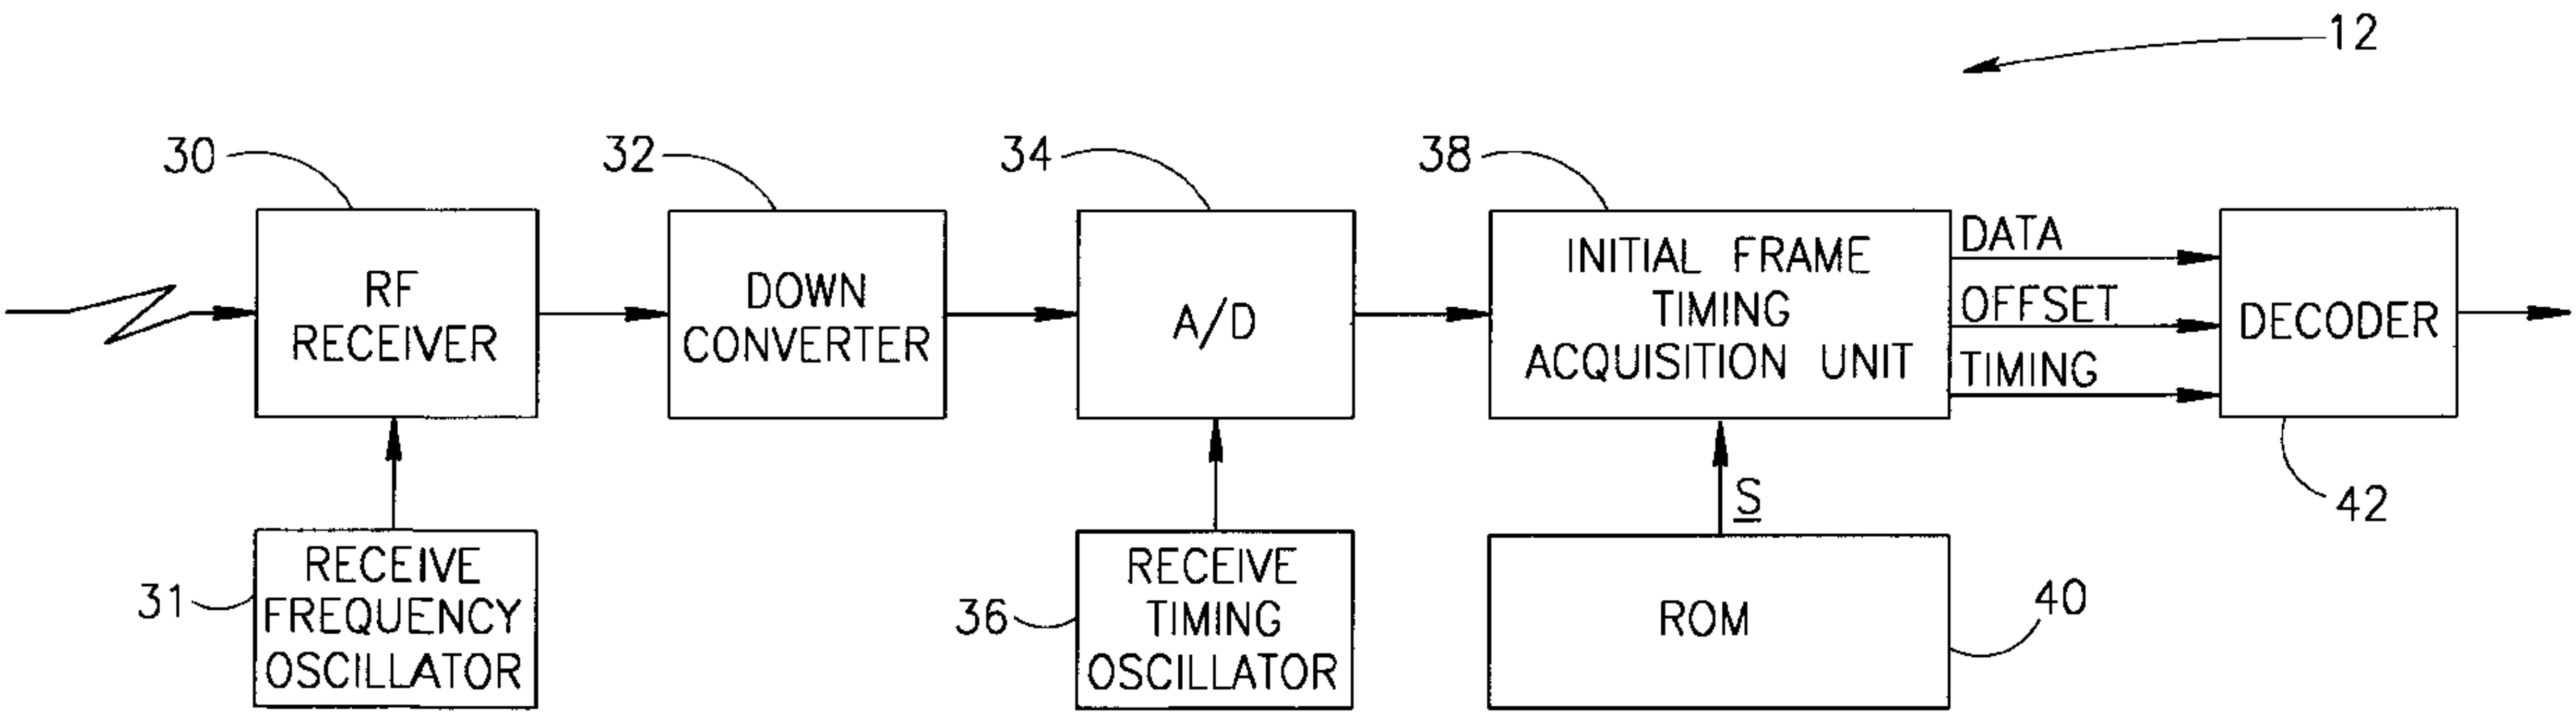 12
30
32
34
38
RF
RECEIVER
DOWN
CONVERTER
A/D
INITIAL FRAME
TIMING
ACQUISITION UNIT
DATA
OFFSET
TIMING
DECODER
42
S
31
RECEIVE
FREQUENCY
OSCILLATOR
36
RECEIVE
TIMING
OSCILLATOR
ROM
40